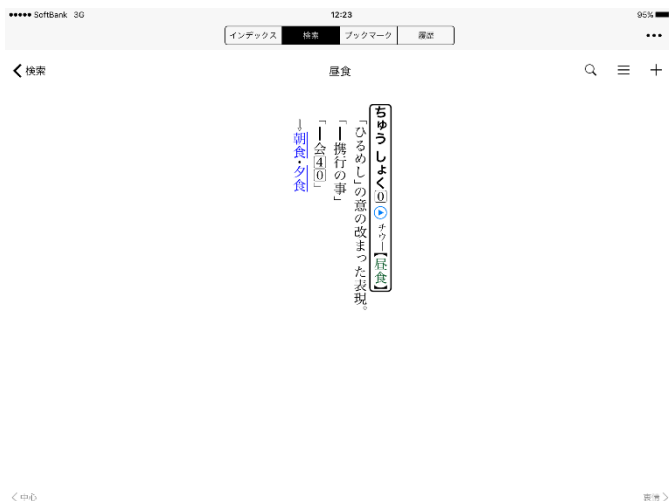 SoftBank 3G
12:23
95%
インデックス 検索 ブックマーク 履歴
検索
昼食
ちゅう しょく 0 チウー【昼食】
「ひるめし」の意の改まった表現。
「ー携行の事」
「ー会40」
→朝食・夕食
中心